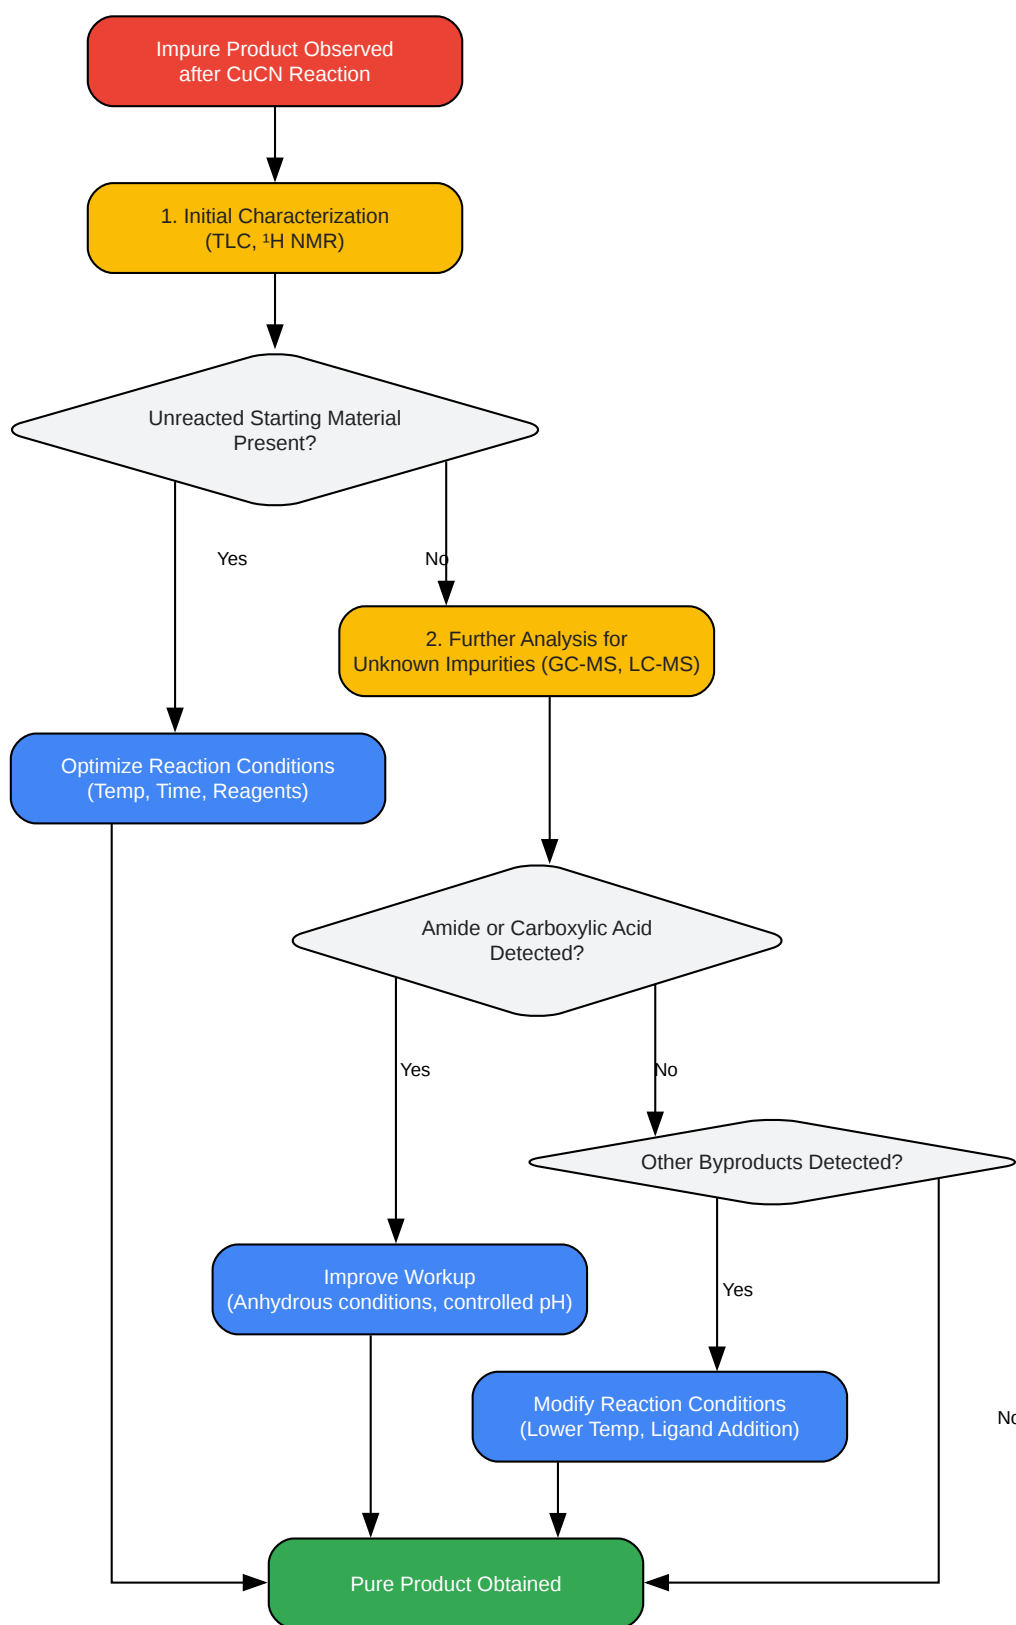 Impure Product Observed
after CuCN Reaction
1. Initial Characterization
(TLC, ¹H NMR)
Unreacted Starting Material
Present?
Yes
No
2. Further Analysis for
Unknown Impurities (GC-MS, LC-MS)
Optimize Reaction Conditions
(Temp, Time, Reagents)
Amide or Carboxylic Acid
Detected?
Yes
No
Other Byproducts Detected?
Improve Workup
(Anhydrous conditions, controlled pH)
Yes
Modify Reaction Conditions
(Lower Temp, Ligand Addition)
No
Pure Product Obtained